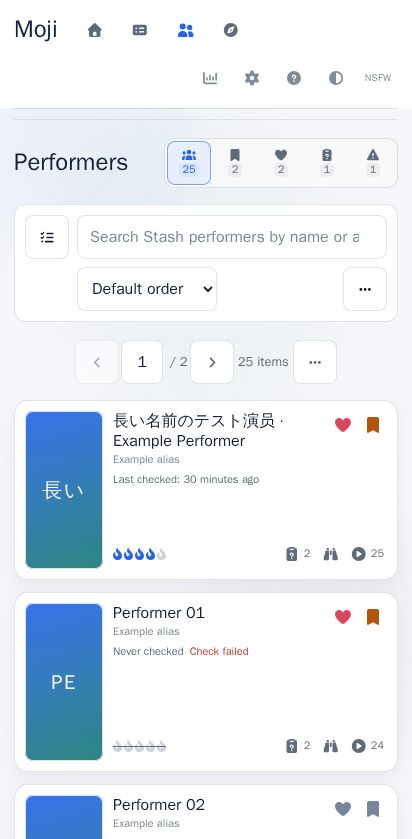 Moji
NSFW
Performers
25
2
2
1
1
Search Stash performers by name or a
Default order
1 / 2 25 items
長い
長い名前のテスト演员 ·
Example Performer
Example alias
Last checked: 30 minutes ago
2 25
PE
Performer 01
Example alias
Never checked Check failed
2 24
Performer 02
Example alias